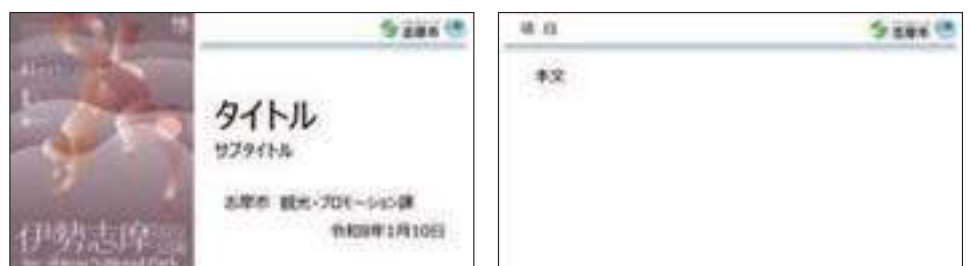 志摩市
タイトル
サブタイトル
志摩市 観光・プロモーション課
令和8年1月10日
伊勢志摩
項目
志摩市
本文